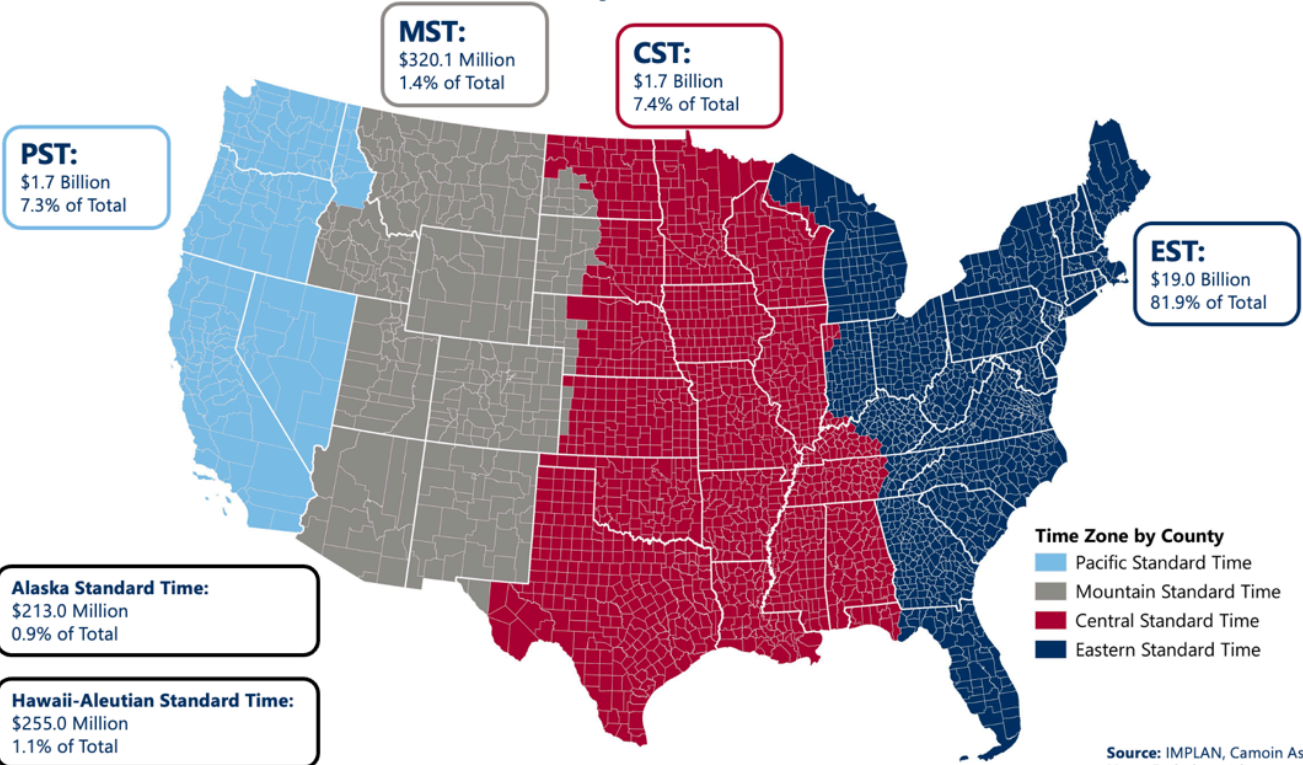 MST:
$320.1 Million
1.4% of Total
CST:
$1.7 Billion
7.4% of Total
PST:
$1.7 Billion
7.3% of Total
EST:
$19.0 Billion
81.9% of Total
Time Zone by County
Pacific Standard Time
Mountain Standard Time
Central Standard Time
Eastern Standard Time
Alaska Standard Time:
$213.0 Million
0.9% of Total
Hawaii-Aleutian Standard Time:
$255.0 Million
1.1% of Total
Source: IMPLAN, Camoin As